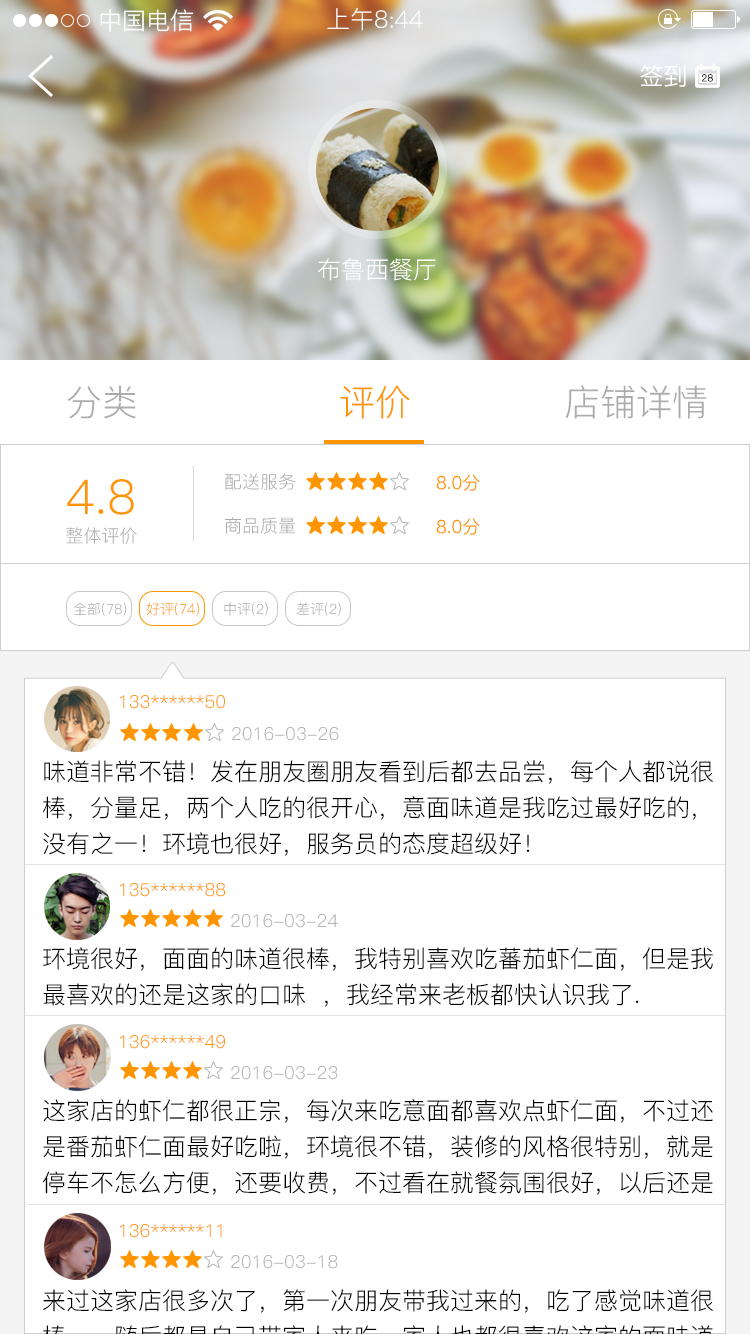 中国电信 上午8:44
签到 28
布鲁西餐厅
分类 评价 店铺详情
4.8
整体评价
配送服务 8.0分
商品质量 8.0分
全部(78) 好评(74) 中评(2) 差评(2)
133******50
2016-03-26
味道非常不错！发在朋友圈朋友看到后都去品尝，每个人都说很
棒，分量足，两个人吃的很开心，意面味道是我吃过最好吃的，
没有之一！环境也很好，服务员的态度超级好！
135******88
2016-03-24
环境很好，面面的味道很棒，我特别喜欢吃蕃茄虾仁面，但是我
最喜欢的还是这家的口味 ，我经常来老板都快认识我了.
136******49
2016-03-23
这家店的虾仁都很正宗，每次来吃意面都喜欢点虾仁面，不过还
是番茄虾仁面最好吃啦，环境很不错，装修的风格很特别，就是
停车不怎么方便，还要收费，不过看在就餐氛围很好，以后还是
136******11
2016-03-18
来过这家店很多次了，第一次朋友带我过来的，吃了感觉味道很